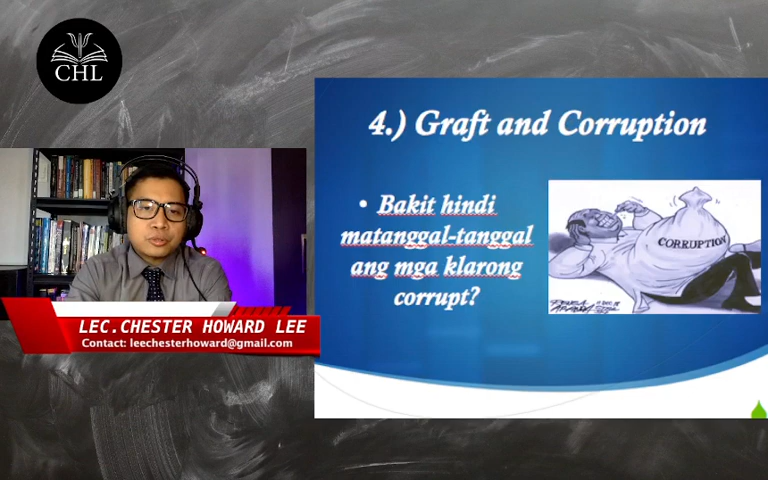 CHL
4.) Graft and Corruption
• Bakit hindi
matanggal-tanggal
ang mga klarong
corrupt?
CORRUPTION
LEC.CHESTER HOWARD LEE
Contact: leechesterhoward@gmail.com